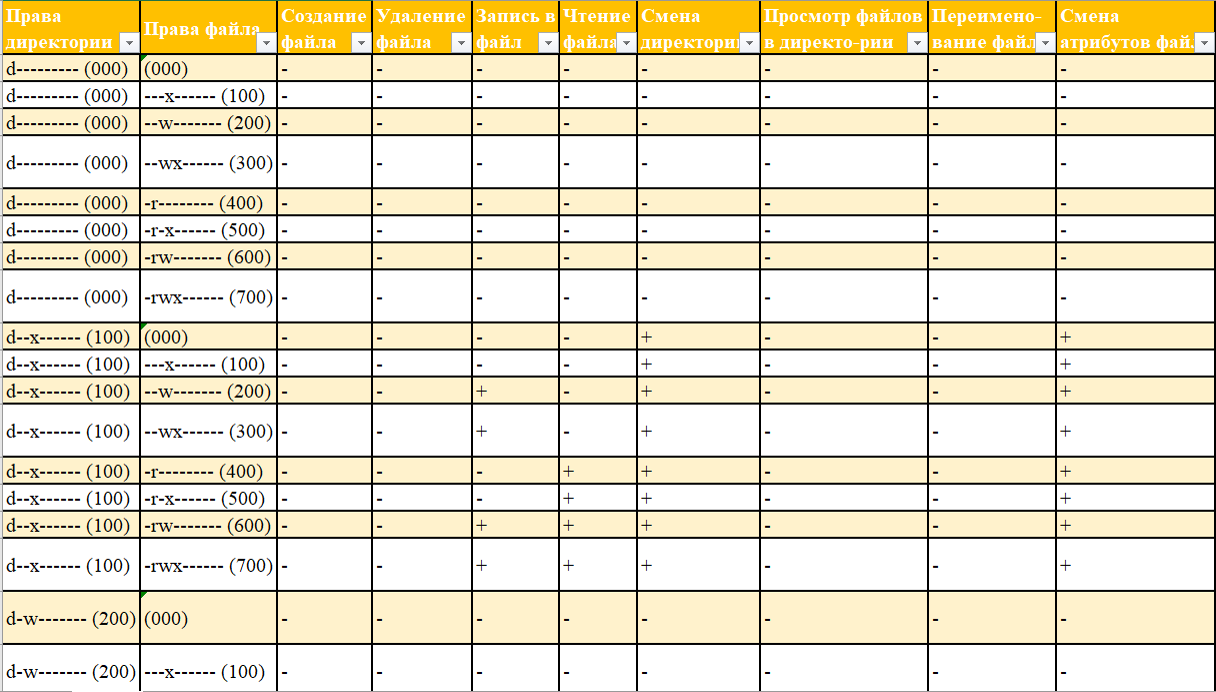 Права директории | Права файла | Создание файла | Удаление файла | Запись в файл | Чтение файла | Смена директории | Просмотр файлов в директо-рии | Переимено-вание файл | Смена атрибутов фай
d--------- (000) | (000) | - | - | - | - | - | - | - | -
d--------- (000) | ---x------ (100) | - | - | - | - | - | - | - | -
d--------- (000) | --w------- (200) | - | - | - | - | - | - | - | -
d--------- (000) | --wx------ (300) | - | - | - | - | - | - | - | -
d--------- (000) | -r-------- (400) | - | - | - | - | - | - | - | -
d--------- (000) | -r-x------ (500) | - | - | - | - | - | - | - | -
d--------- (000) | -rw------- (600) | - | - | - | - | - | - | - | -
d--------- (000) | -rwx------ (700) | - | - | - | - | - | - | - | -
d--x------ (100) | (000) | - | - | - | - | + | - | - | +
d--x------ (100) | ---x------ (100) | - | - | - | - | + | - | - | +
d--x------ (100) | --w------- (200) | - | - | + | - | + | - | - | +
d--x------ (100) | --wx------ (300) | - | - | + | - | + | - | - | +
d--x------ (100) | -r-------- (400) | - | - | - | + | + | - | - | +
d--x------ (100) | -r-x------ (500) | - | - | - | + | + | - | - | +
d--x------ (100) | -rw------- (600) | - | - | + | + | + | - | - | +
d--x------ (100) | -rwx------ (700) | - | - | + | + | + | - | - | +
d-w------- (200) | (000) | - | - | - | - | - | - | - | -
d-w------- (200) | ---x------ (100) | - | - | - | - | - | - | - | -